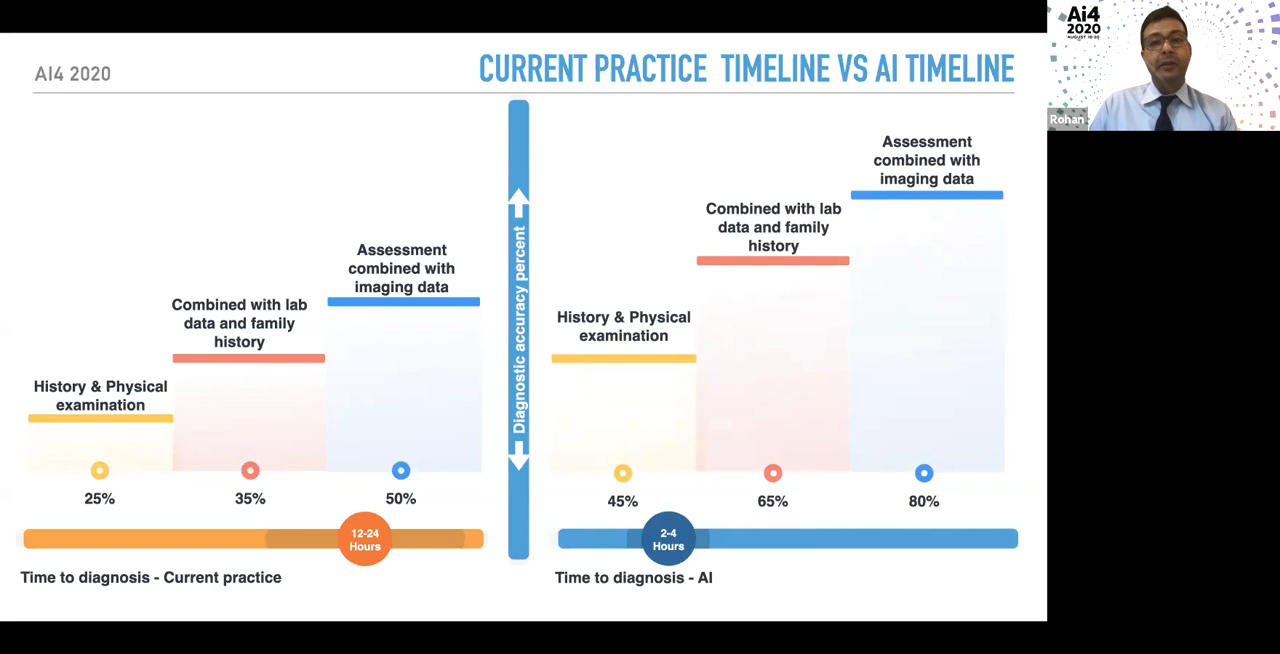 AI4 2020
CURRENT PRACTICE TIMELINE VS AI TIMELINE
History & Physical
examination
Combined with lab
data and family
history
Assessment
combined with
imaging data
25%
35%
50%
12-24
Hours
Time to diagnosis - Current practice
Diagnostic accuracy percent
History & Physical
examination
Combined with lab
data and family
history
Assessment
combined with
imaging data
45%
65%
80%
2-4
Hours
Time to diagnosis - AI
Ai4
2020
Rohan